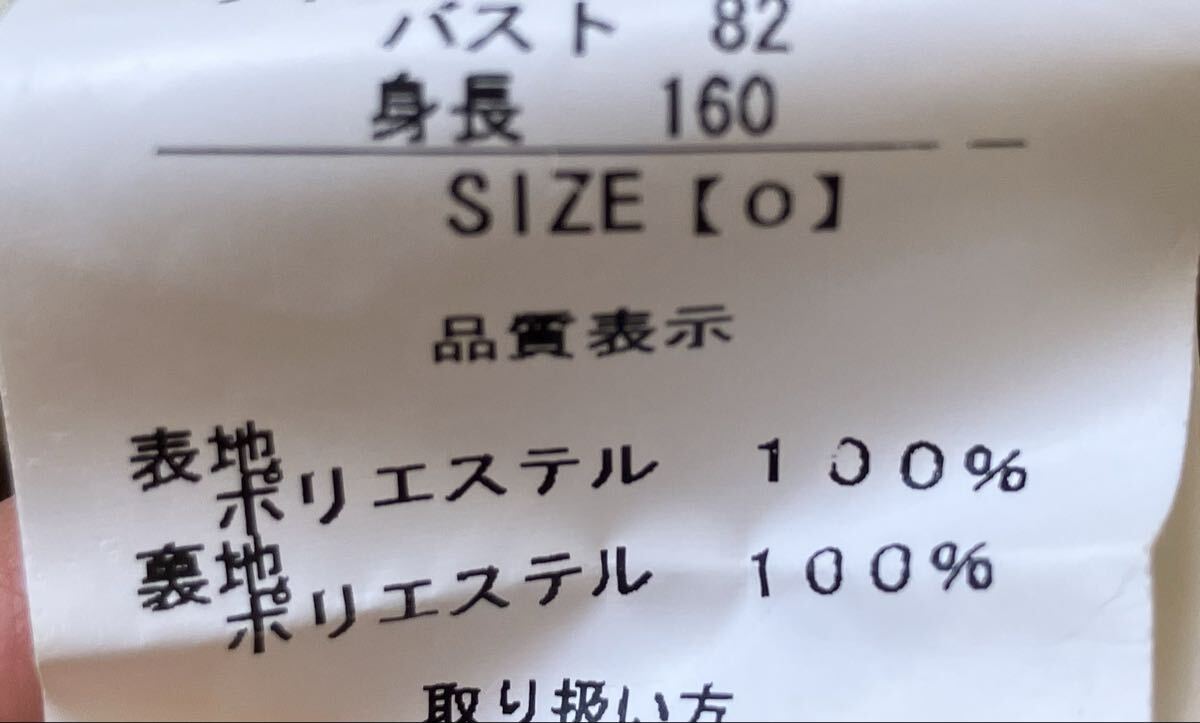 バスト 82
身長 160
SIZE【0】
品質表示
表地
ポリエステル 100%
裏地
ポリエステル 100%
取り扱い方